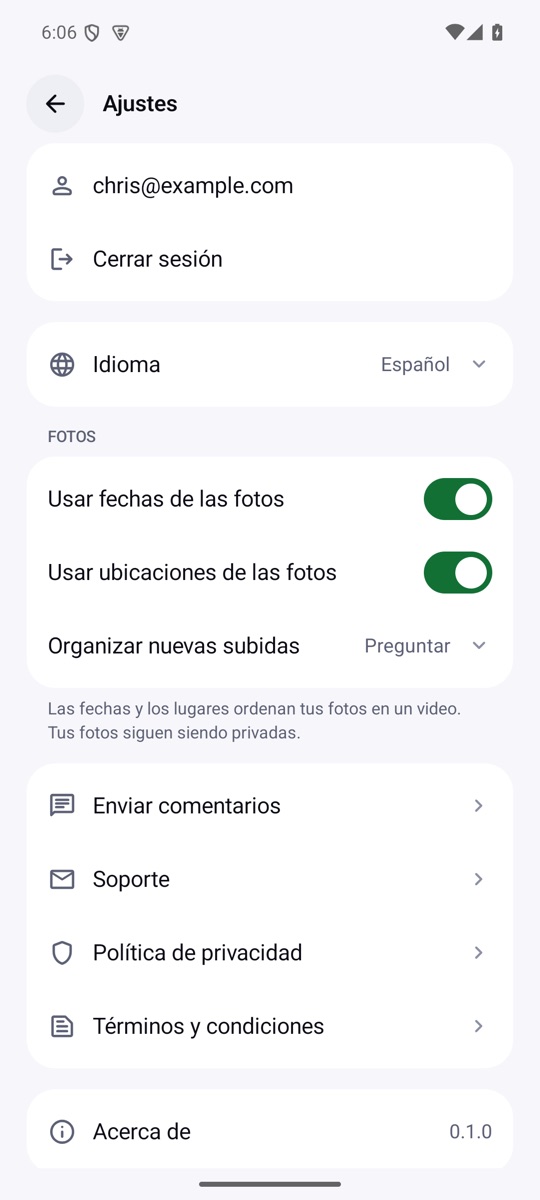 6:06
Ajustes
chris@example.com
Cerrar sesión
Idioma Español
FOTOS
Usar fechas de las fotos
Usar ubicaciones de las fotos
Organizar nuevas subidas Preguntar
Las fechas y los lugares ordenan tus fotos en un video.
Tus fotos siguen siendo privadas.
Enviar comentarios
Soporte
Política de privacidad
Términos y condiciones
Acerca de 0.1.0